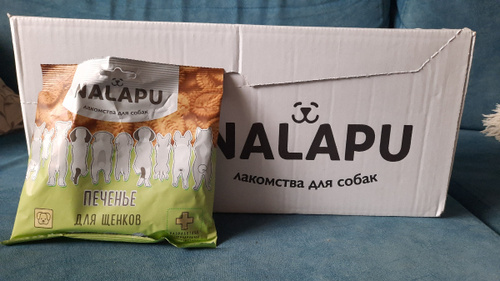 NALAPU
лакомства для собак
ПЕЧЕНЬЕ
ДЛЯ ЩЕНКОВ
NALAPU
лакомства для собак